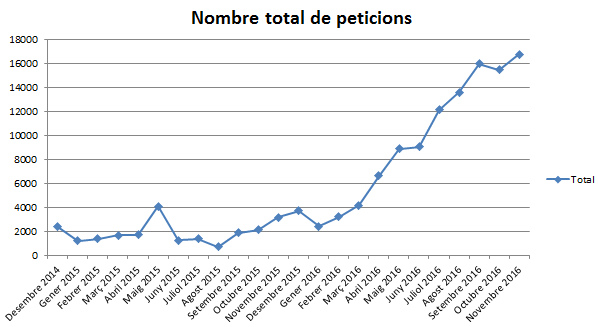 Nombre total de peticions
18000
16000
14000
12000
10000
8000
6000
4000
2000
0
Total
Desembre 2014
Gener 2015
Febrer 2015
Març 2015
Abril 2015
Maig 2015
Juny 2015
Juliol 2015
Agost 2015
Setembre 2015
Octubre 2015
Novembre 2015
Desembre 2015
Gener 2016
Febrer 2016
Març 2016
Abril 2016
Maig 2016
Juny 2016
Juliol 2016
Agost 2016
Setembre 2016
Octubre 2016
Novembre 2016